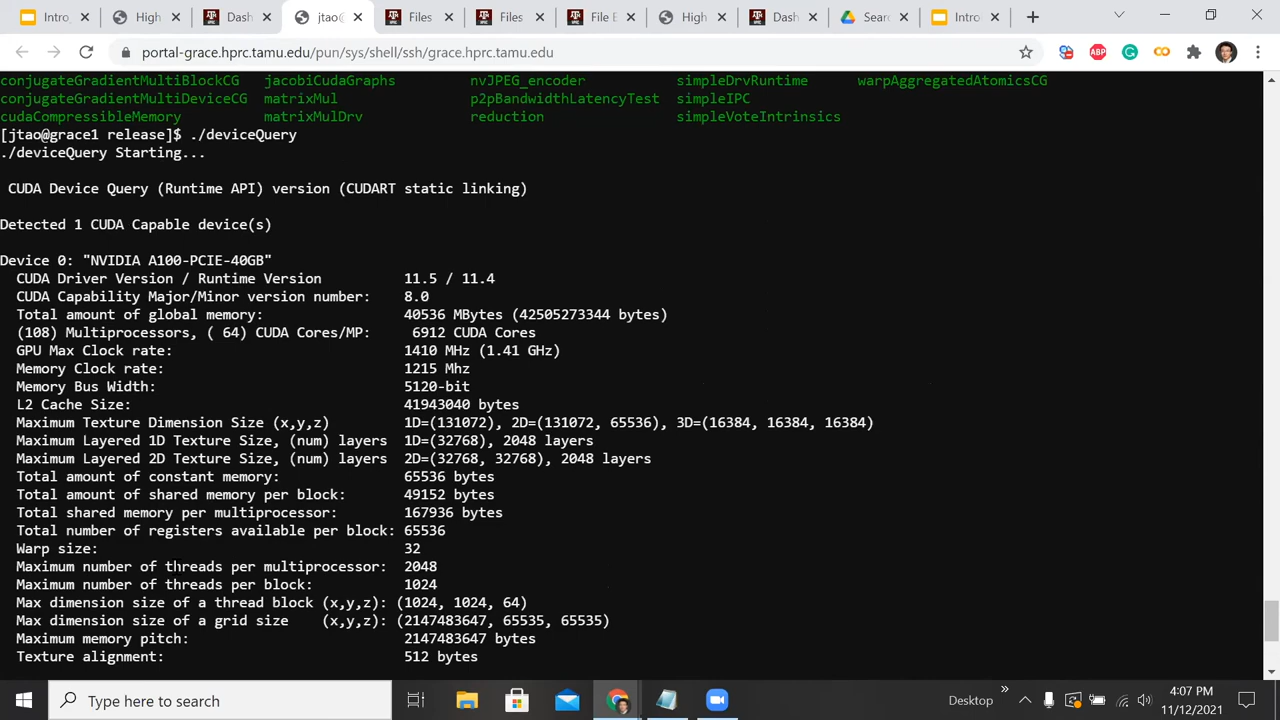 Intro
High
Dash
jtao@
Files
Files
File E
High
Dash
Sear
Intro
portal-grace.hprc.tamu.edu/pun/sys/shell/ssh/grace.hprc.tamu.edu
ABP
conjugateGradientMultiBlockCG jacobiCudaGraphs nvJPEG_encoder simpleDrvRuntime warpAggregatedAtomicsCG
conjugateGradientMultiDeviceCG matrixMul p2pBandwidthLatencyTest simpleIPC
cudaCompressibleMemory matrixMulDrv reduction simpleVoteIntrinsics
[jtao@grace1 release]$ ./deviceQuery
./deviceQuery Starting...
CUDA Device Query (Runtime API) version (CUDART static linking)
Detected 1 CUDA Capable device(s)
Device 0: "NVIDIA A100-PCIE-40GB"
CUDA Driver Version / Runtime Version 11.5 / 11.4
CUDA Capability Major/Minor version number: 8.0
Total amount of global memory: 40536 MBytes (42505273344 bytes)
(108) Multiprocessors, ( 64) CUDA Cores/MP: 6912 CUDA Cores
GPU Max Clock rate: 1410 MHz (1.41 GHz)
Memory Clock rate: 1215 Mhz
Memory Bus Width: 5120-bit
L2 Cache Size: 41943040 bytes
Maximum Texture Dimension Size (x,y,z) 1D=(131072), 2D=(131072, 65536), 3D=(16384, 16384, 16384)
Maximum Layered 1D Texture Size, (num) layers 1D=(32768), 2048 layers
Maximum Layered 2D Texture Size, (num) layers 2D=(32768, 32768), 2048 layers
Total amount of constant memory: 65536 bytes
Total amount of shared memory per block: 49152 bytes
Total shared memory per multiprocessor: 167936 bytes
Total number of registers available per block: 65536
Warp size: 32
Maximum number of threads per multiprocessor: 2048
Maximum number of threads per block: 1024
Max dimension size of a thread block (x,y,z): (1024, 1024, 64)
Max dimension size of a grid size (x,y,z): (2147483647, 65535, 65535)
Maximum memory pitch: 2147483647 bytes
Texture alignment: 512 bytes
Type here to search
Desktop
4:07 PM
11/12/2021